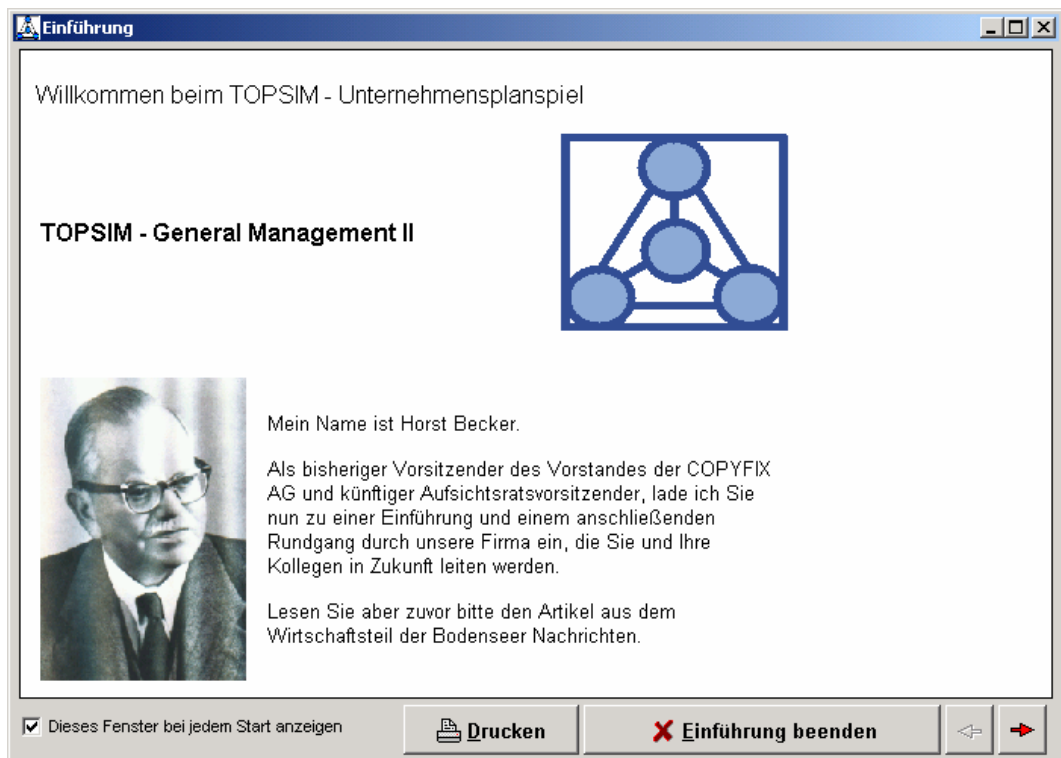 Einführung
Willkommen beim TOPSIM - Unternehmensplanspiel
TOPSIM - General Management II
Mein Name ist Horst Becker.
Als bisheriger Vorsitzender des Vorstandes der COPYFIX
AG und künftiger Aufsichtsratsvorsitzender, lade ich Sie
nun zu einer Einführung und einem anschließenden
Rundgang durch unsere Firma ein, die Sie und Ihre
Kollegen in Zukunft leiten werden.
Lesen Sie aber zuvor bitte den Artikel aus dem
Wirtschaftsteil der Bodenseer Nachrichten.
Dieses Fenster bei jedem Start anzeigen
Drucken
Einführung beenden